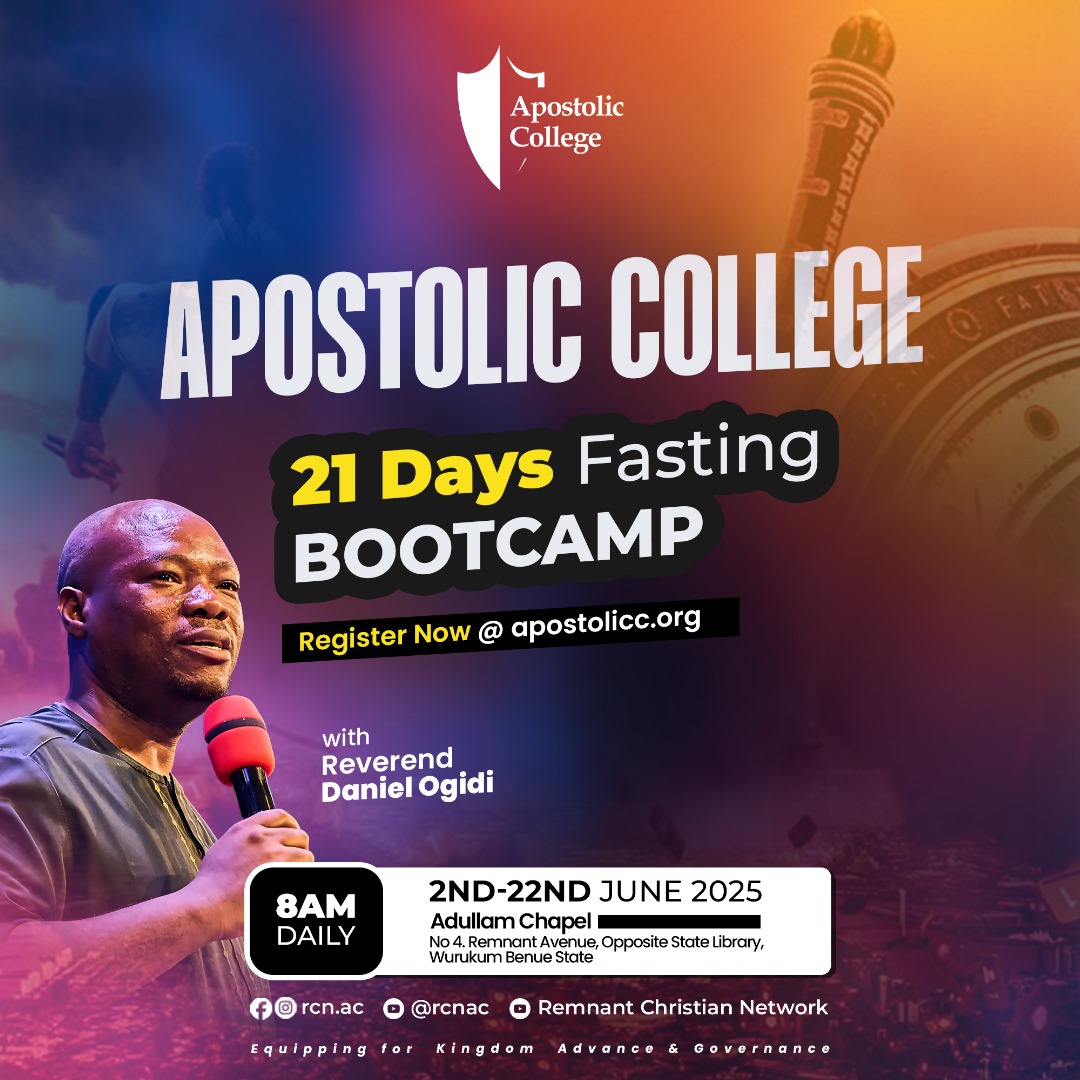 Apostolic
College
APOSTOLIC COLLEGE
21 Days Fasting
BOOTCAMP
Register Now @ apostolicc.org
with
Reverend
Daniel Ogidi
8AM
DAILY
2ND-22ND JUNE 2025
Adullam Chapel
No 4. Remnant Avenue, Opposite State Library,
Wurukum Benue State
rcn.ac @rcnac Remnant Christian Network
Equipping for Kingdom Advance & Governance